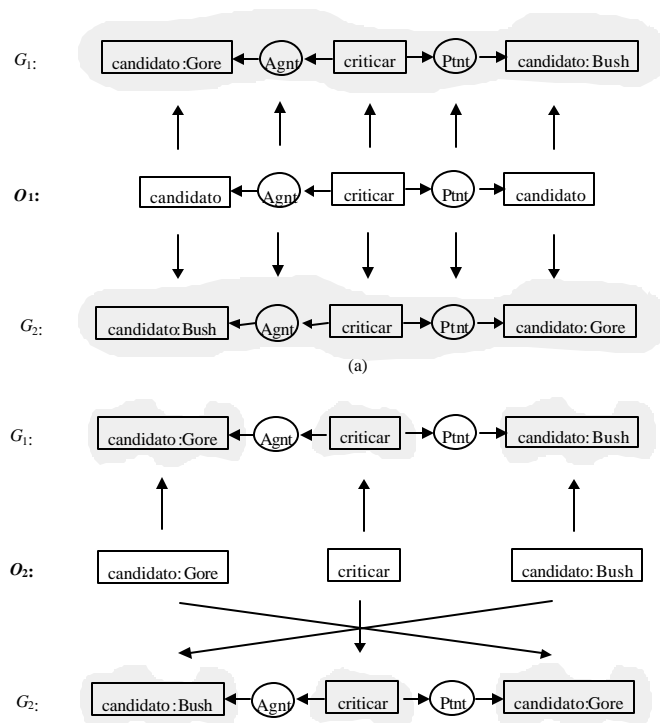 G1: candidato:Gore Agnt criticar Ptnt candidato: Bush
O1: candidato Agnt criticar Ptnt candidato
G2: candidato:Bush Agnt criticar Ptnt candidato: Gore
(a)
G1: candidato:Gore Agnt criticar Ptnt candidato: Bush
O2: candidato: Gore criticar candidato: Bush
G2: candidato:Bush Agnt criticar Ptnt candidato:Gore